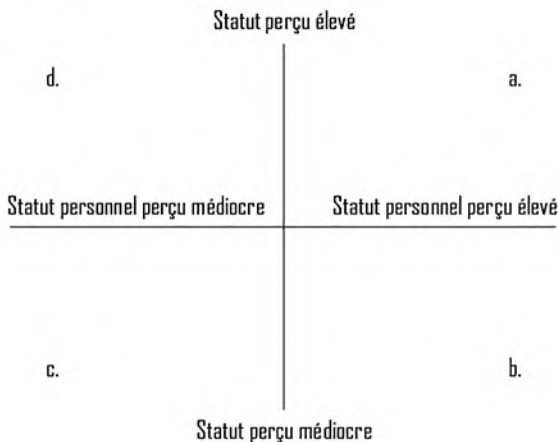 Statut perçu élevé
d.
a.
Statut personnel perçu médiocre
Statut personnel perçu élevé
c.
b.
Statut perçu médiocre